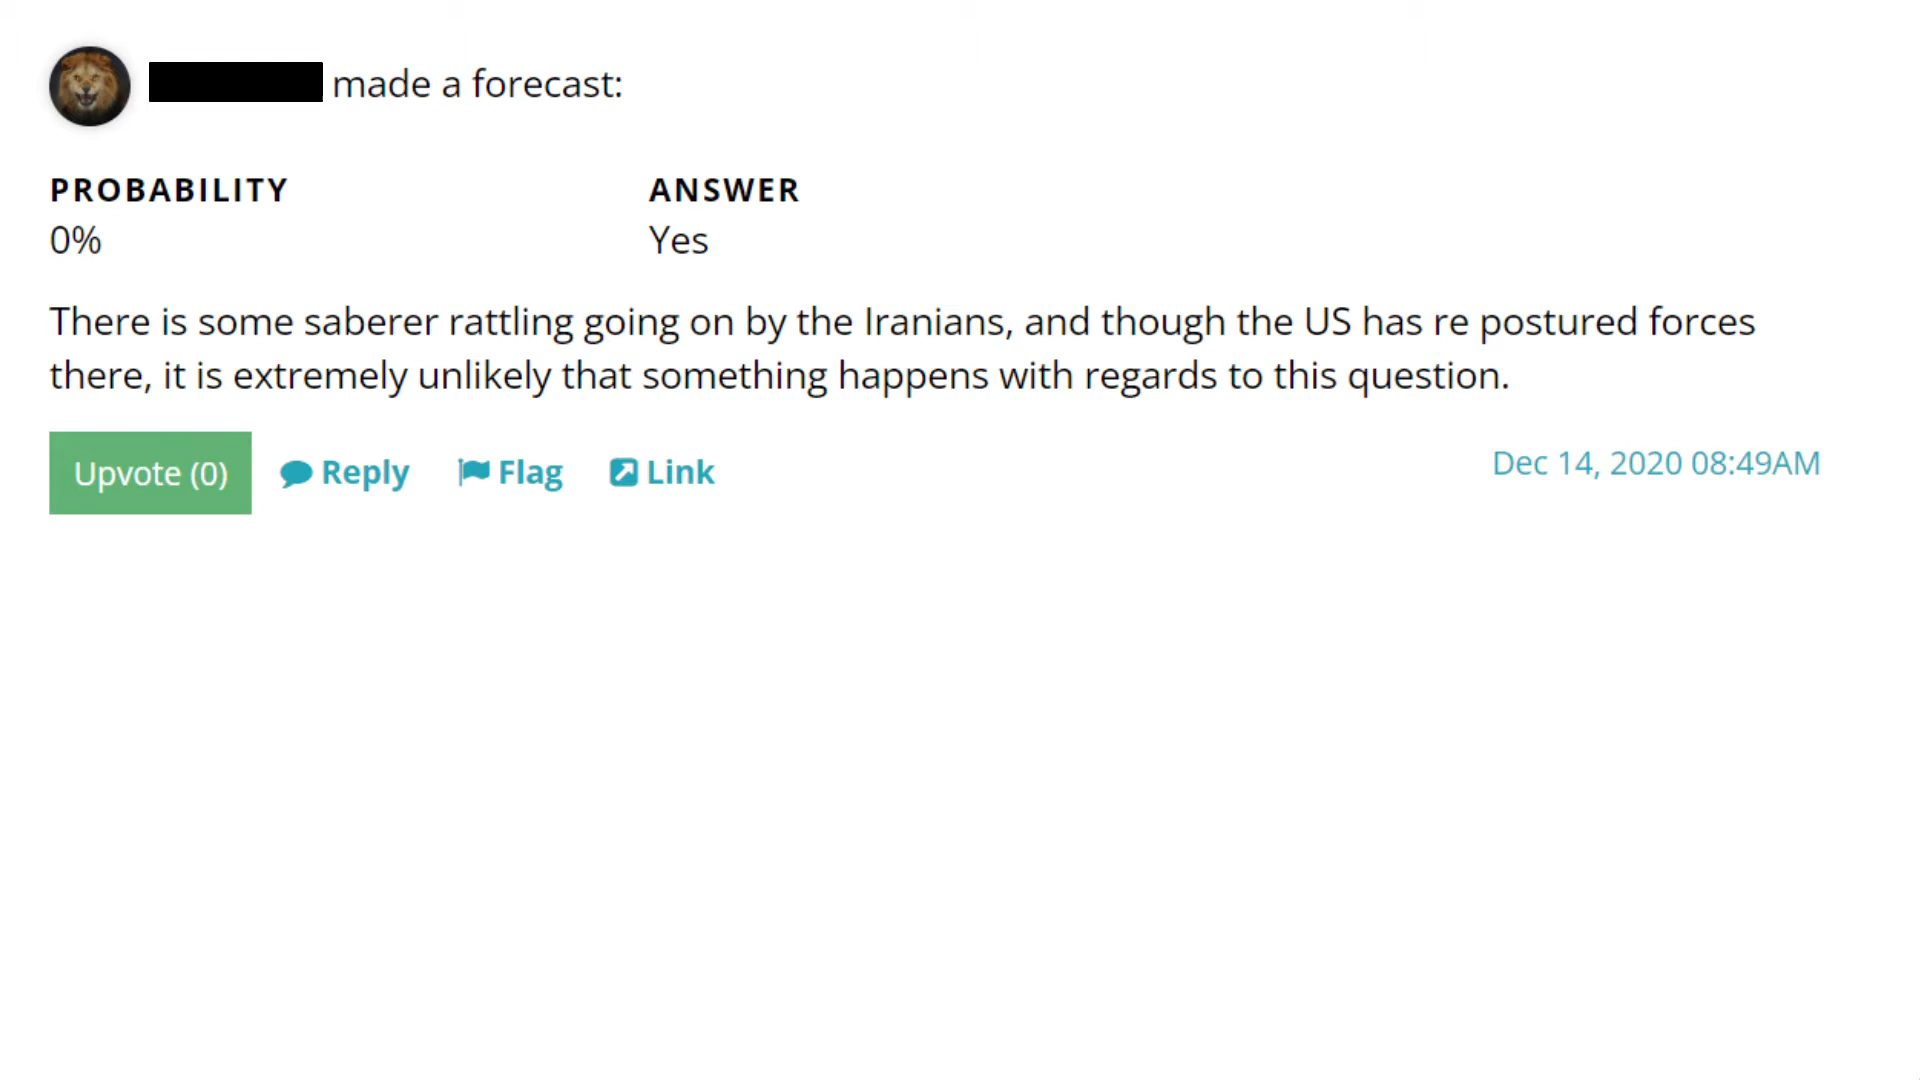 made a forecast:
PROBABILITY ANSWER
0% Yes
There is some saberer rattling going on by the Iranians, and though the US has re postured forces
there, it is extremely unlikely that something happens with regards to this question.
Upvote (0) Reply Flag Link Dec 14, 2020 08:49AM